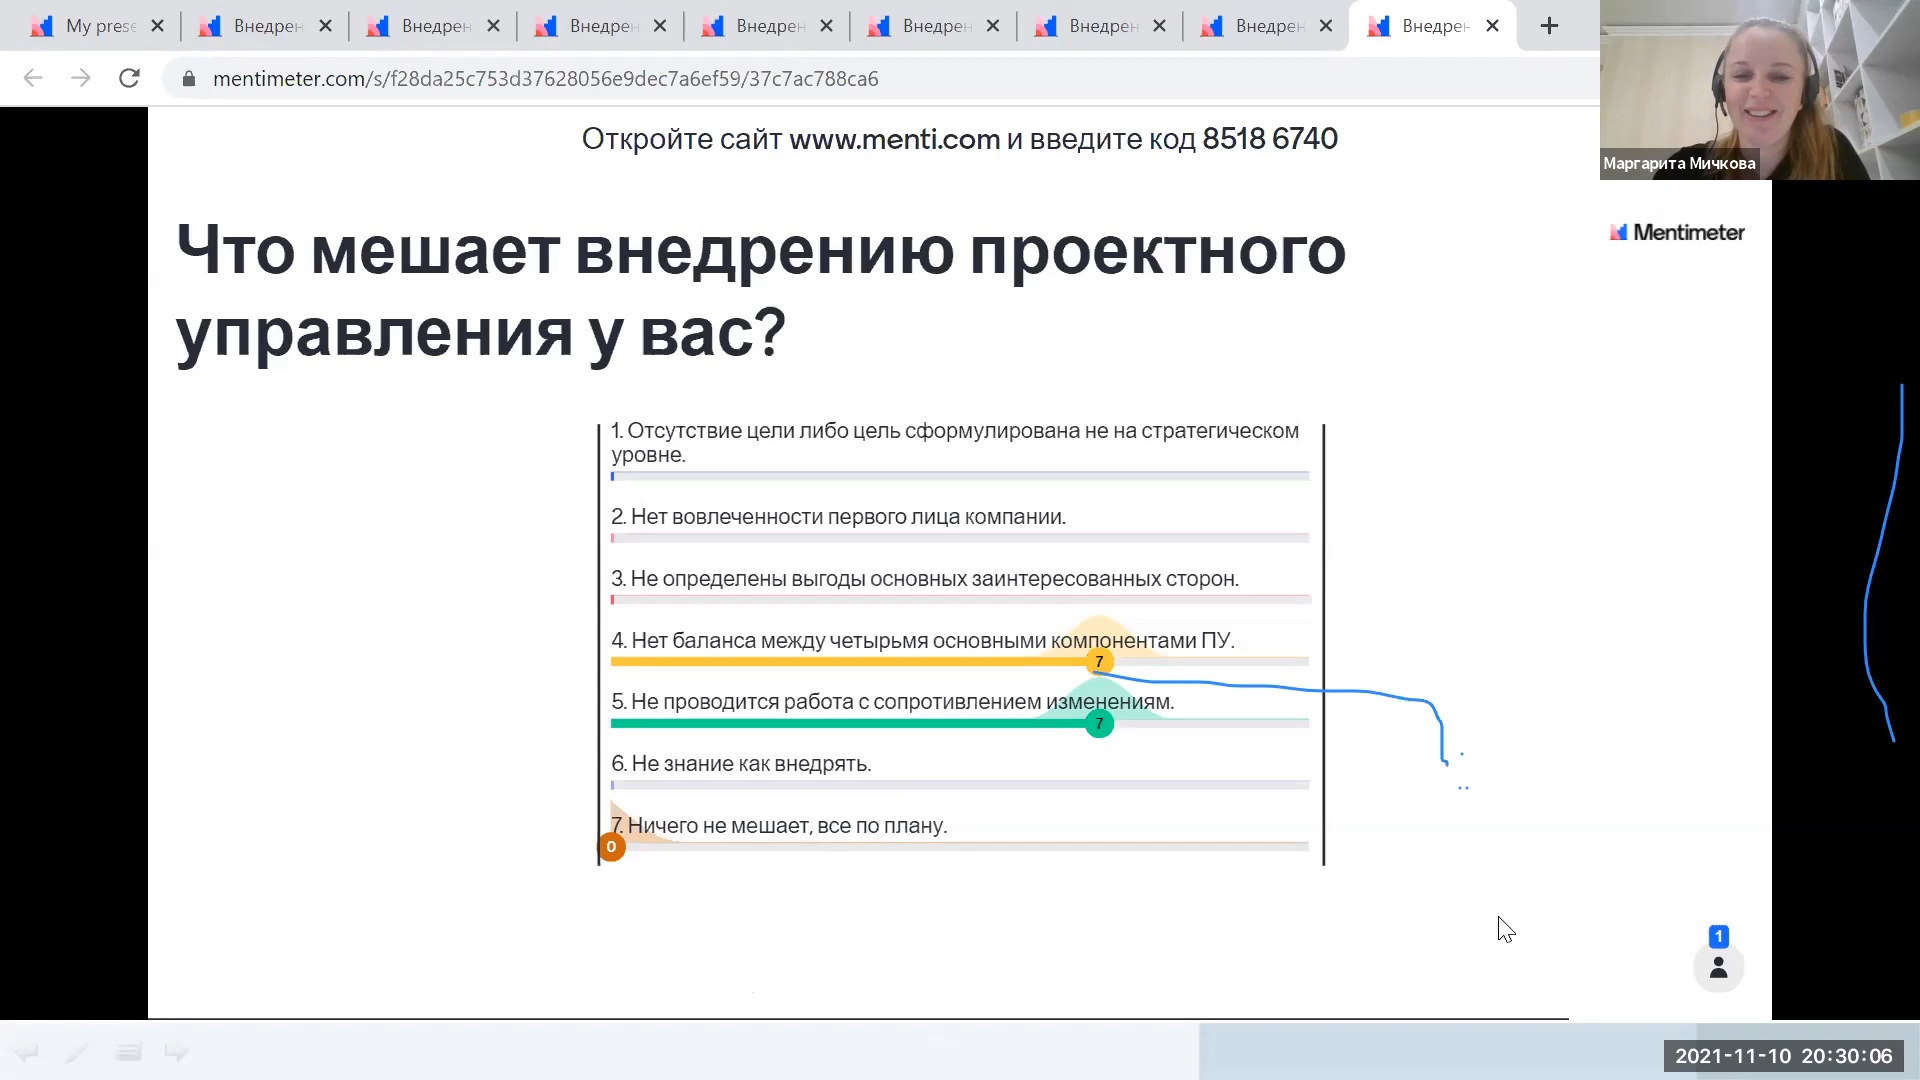 My prese
Внедрен
Внедрен
Внедрен
Внедрен
Внедрен
Внедрен
Внедрен
Внедрен
mentimeter.com/s/f28da25c753d37628056e9dec7a6ef59/37c7ac788ca6
Откройте сайт www.menti.com и введите код 8518 6740
Маргарита Мичкова
Mentimeter
Что мешает внедрению проектного
управления у вас?
1. Отсутствие цели либо цель сформулирована не на стратегическом
уровне.
2. Нет вовлеченности первого лица компании.
3. Не определены выгоды основных заинтересованных сторон.
4. Нет баланса между четырьмя основными компонентами ПУ.
7
5. Не проводится работа с сопротивлением изменениям.
7
6. Не знание как внедрять.
7. Ничего не мешает, все по плану.
0
1
2021-11-10 20:30:06